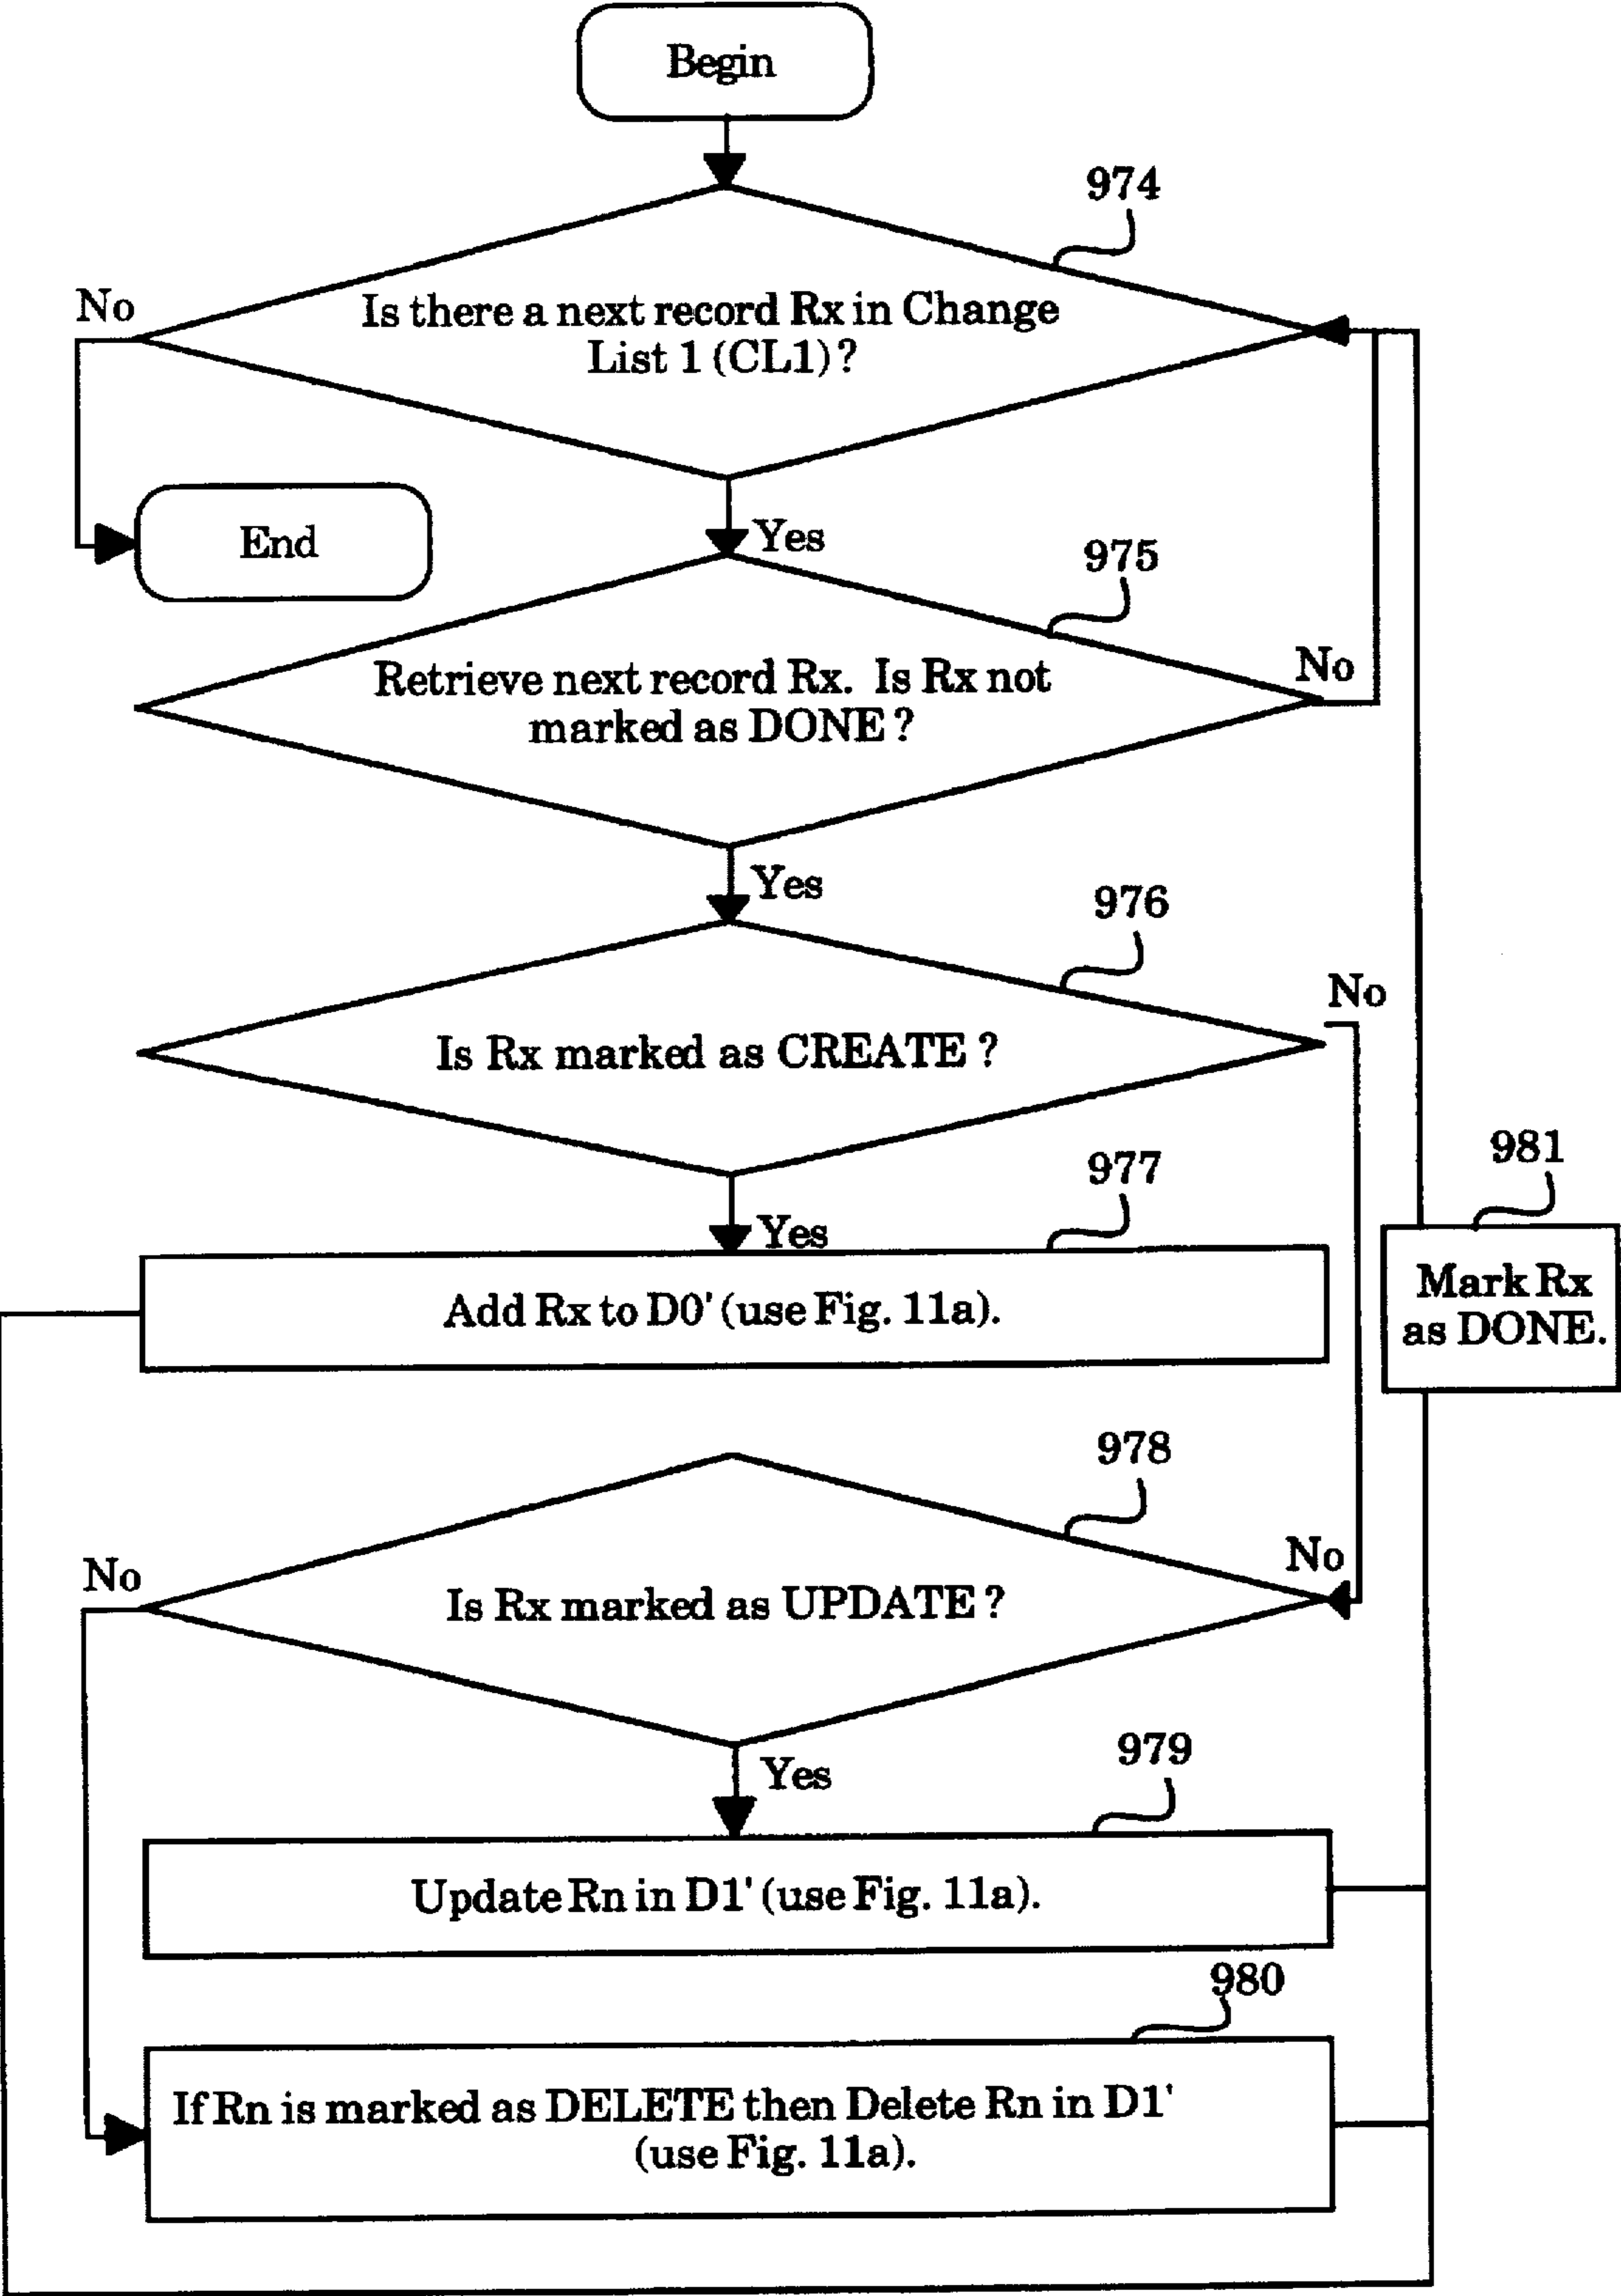 Begin
974
No
Is there a next record Rx in Change
List 1 (CL1)?
End
Yes
975
No
Retrieve next record Rx. Is Rx not
marked as DONE?
Yes
976
No
Is Rx marked as CREATE?
977
981
Yes
Mark Rx
as DONE.
Add Rx to D0' (use Fig. 11a).
978
No
No
Is Rx marked as UPDATE?
979
Yes
Update Rn in D1' (use Fig. 11a).
980
If Rn is marked as DELETE then Delete Rn in D1'
(use Fig. 11a).